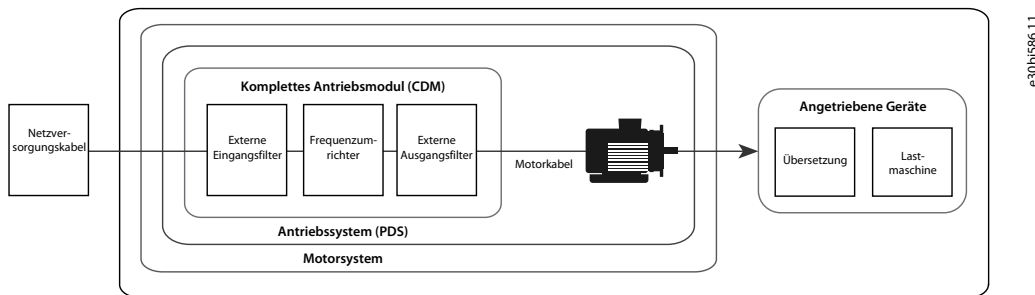 Netzver-
sorgungskabel
Komplettes Antriebsmodul (CDM)
Externe
Eingangsfilter
Frequenzum-
richter
Externe
Ausgangsfilter
Motorkabel
Antriebssystem (PDS)
Motorsystem
Angetriebene Geräte
Übersetzung
Last-
maschine
e30bj586.11